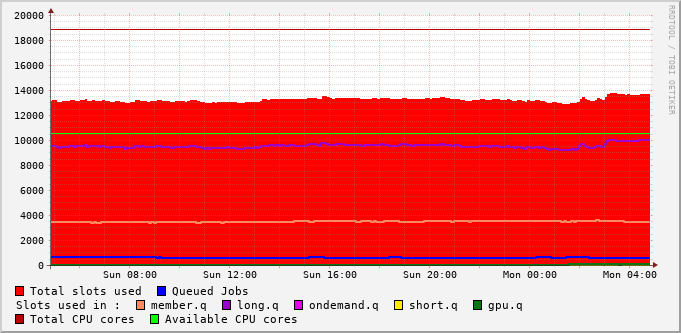 RRDTOOL / TOBI OETIKER
20000
18000
16000
14000
12000
10000
8000
6000
4000
2000
0
Sun 08:00 Sun 12:00 Sun 16:00 Sun 20:00 Mon 00:00 Mon 04:00
Total slots used Queued Jobs
Slots used in : member.q long.q ondemand.q short.q gpu.q
Total CPU cores Available CPU cores